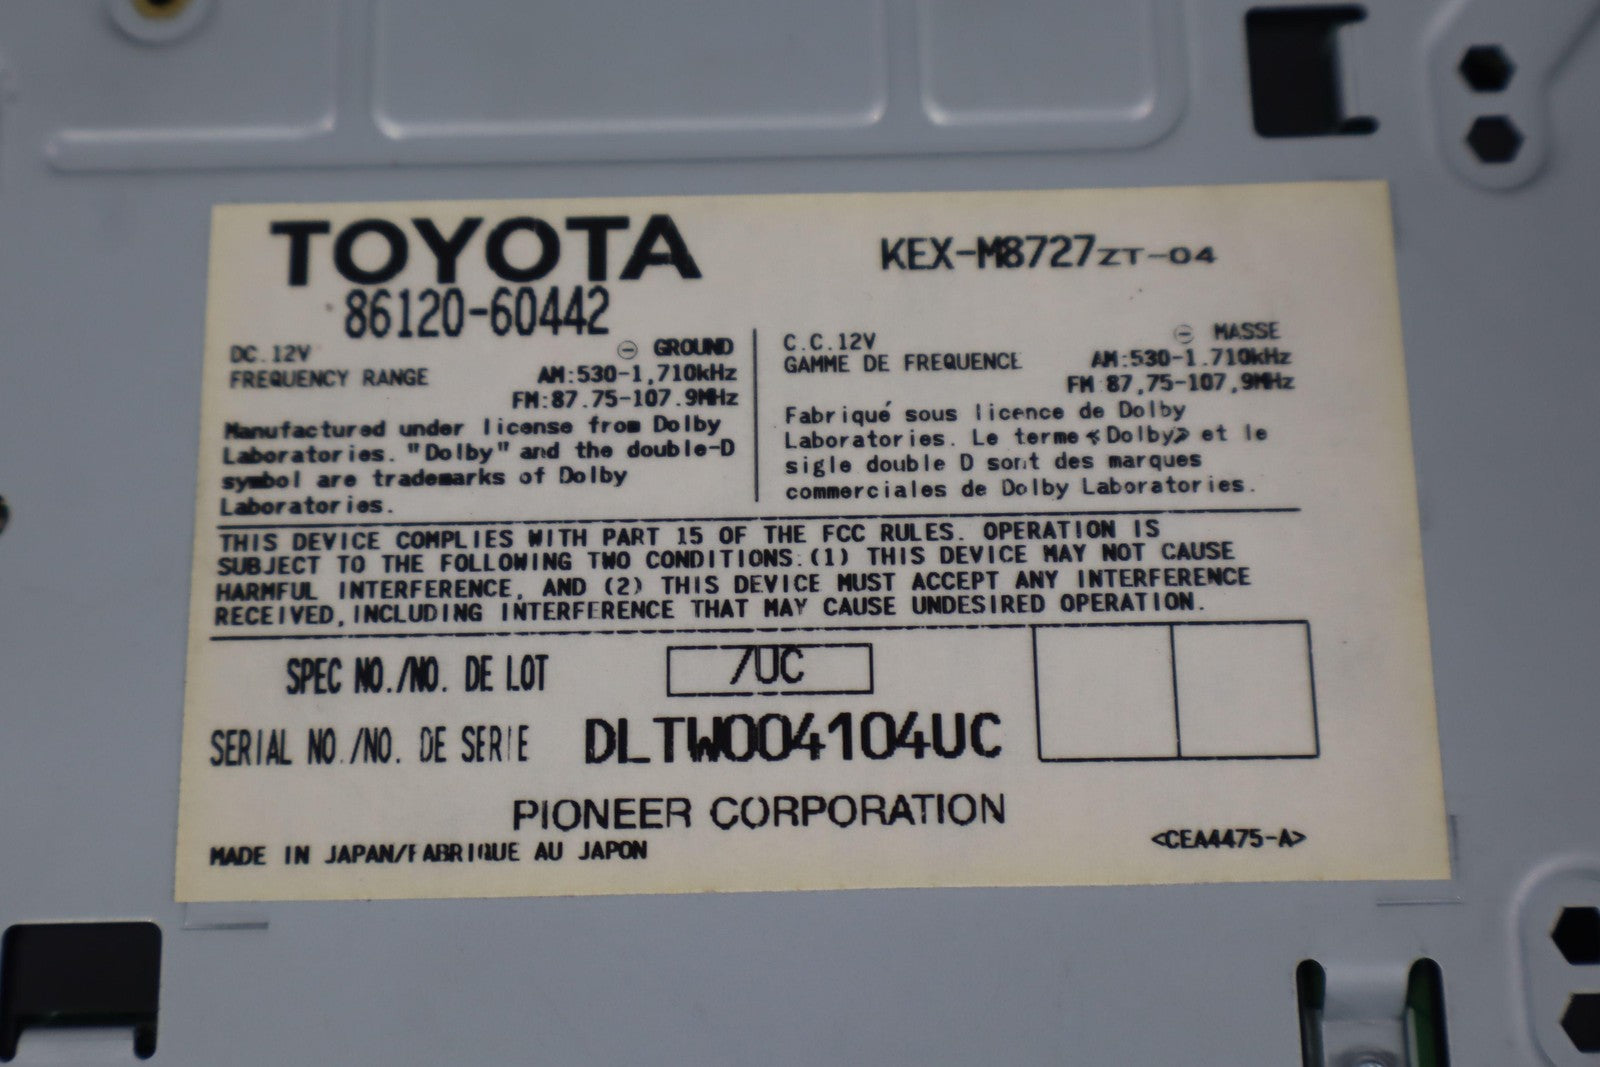 TOYOTA
86120-60442
KEX-M8727ZT-04
DC.12V
⊖ GROUND
FREQUENCY RANGE
AM:530-1,710kHz
FM:87.75-107.9MHz
Manufactured under license from Dolby
Laboratories. "Dolby" and the double-D
symbol are trademarks of Dolby
Laboratories.
C.C.12V
⊖ MASSE
GAMME DE FREQUENCE
AM:530-1.710kHz
FM:87,75-107,9MHz
Fabriqué sous licence de Dolby
Laboratories. Le terme «Dolby» et le
sigle double D sont des marques
commerciales de Dolby Laboratories.
THIS DEVICE COMPLIES WITH PART 15 OF THE FCC RULES. OPERATION IS
SUBJECT TO THE FOLLOWING TWO CONDITIONS:(1) THIS DEVICE MAY NOT CAUSE
HARMFUL INTERFERENCE, AND (2) THIS DEVICE MUST ACCEPT ANY INTERFERENCE
RECEIVED,INCLUDING INTERFERENCE THAT MAY CAUSE UNDESIRED OPERATION.
SPEC NO./NO. DE LOT /UC
SERIAL NO./NO. DE SERIE DLTW004104UC
PIONEER CORPORATION
MADE IN JAPAN/FABRIQUE AU JAPON
<CEA4475-A>